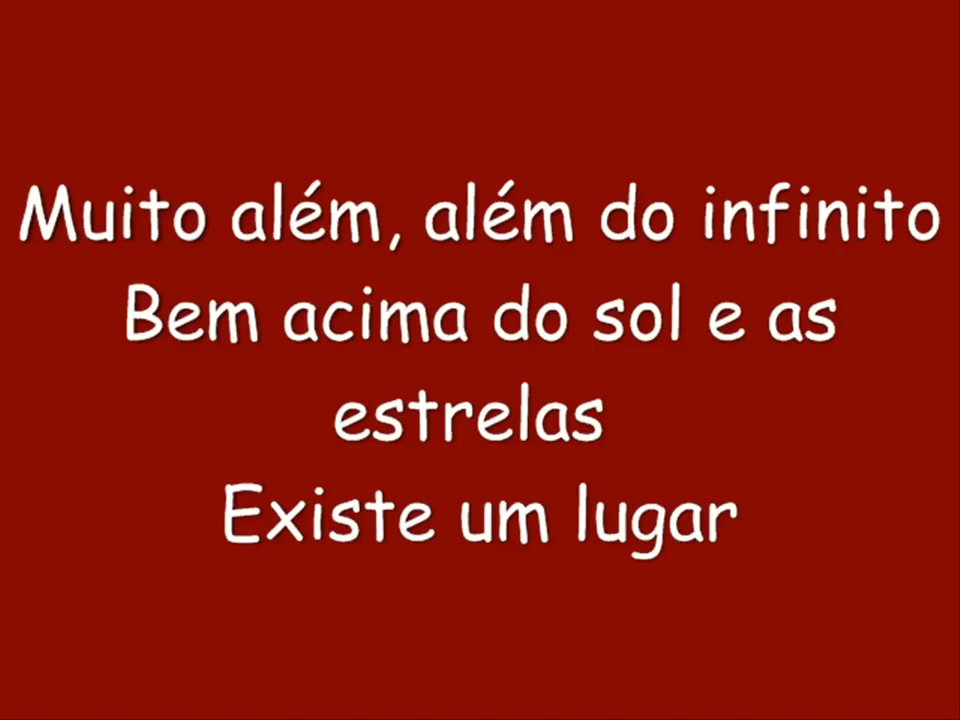 Muito além, além do infinito
Bem acima do sol e as
estrelas
Existe um lugar